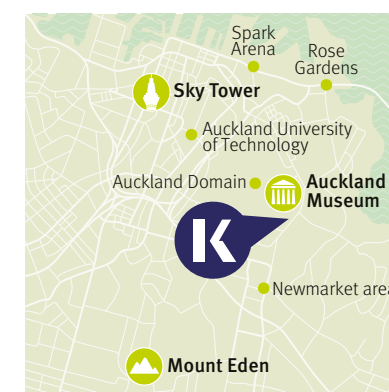 Spark
Arena
Rose
Gardens
Sky Tower
Auckland University
of Technology
Auckland Domain
Auckland
Museum
K
Newmarket area
Mount Eden